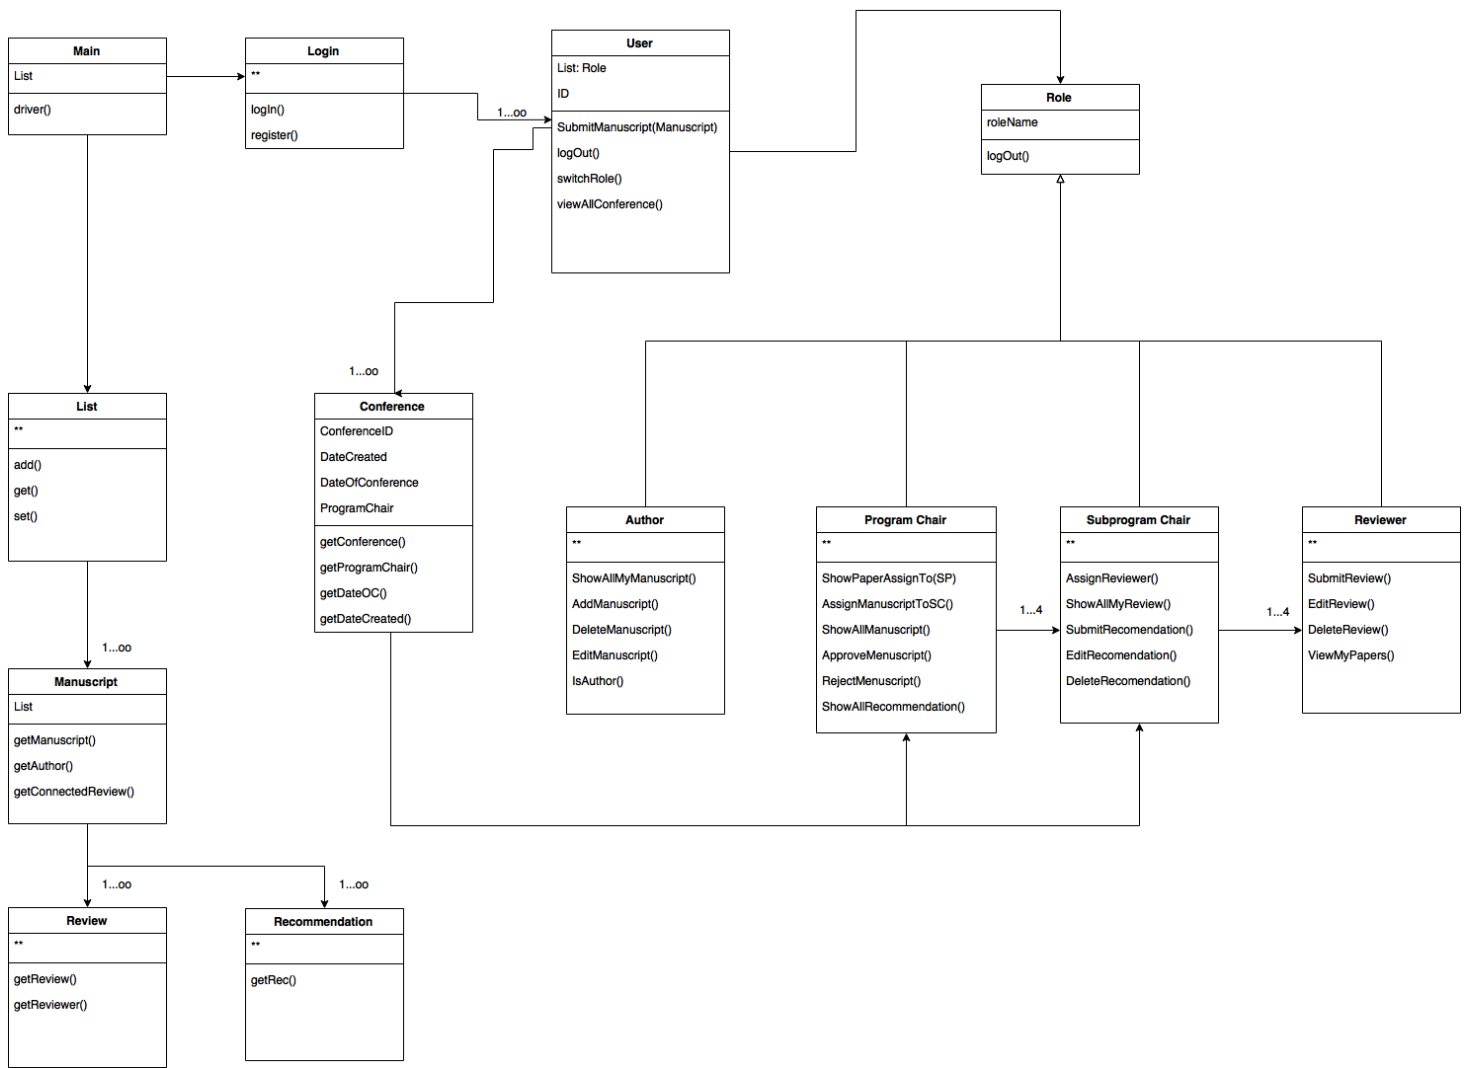 Main
List
driver()
Login
**
logIn()
register()
1...oo
User
List: Role
ID
SubmitManuscript(Manuscript)
logOut()
switchRole()
viewAllConference()
Role
roleName
logOut()
1...oo
List
**
add()
get()
set()
Conference
ConferenceID
DateCreated
DateOfConference
ProgramChair
getConference()
getProgramChair()
getDateOC()
getDateCreated()
Author
**
ShowAllMyManuscript()
AddManuscript()
DeleteManuscript()
EditManuscript()
IsAuthor()
Program Chair
**
ShowPaperAssignTo(SP)
AssignManuscriptToSC()
ShowAllManuscript()
ApproveMenuscript()
RejectMenuscript()
ShowAllRecommendation()
1...4
Subprogram Chair
**
AssignReviewer()
ShowAllMyReview()
SubmitRecomendation()
EditRecomendation()
DeleteRecomendation()
1...4
Reviewer
**
SubmitReview()
EditReview()
DeleteReview()
ViewMyPapers()
1...oo
Manuscript
List
getManuscript()
getAuthor()
getConnectedReview()
1...oo
1...oo
Review
**
getReview()
getReviewer()
Recommendation
**
getRec()